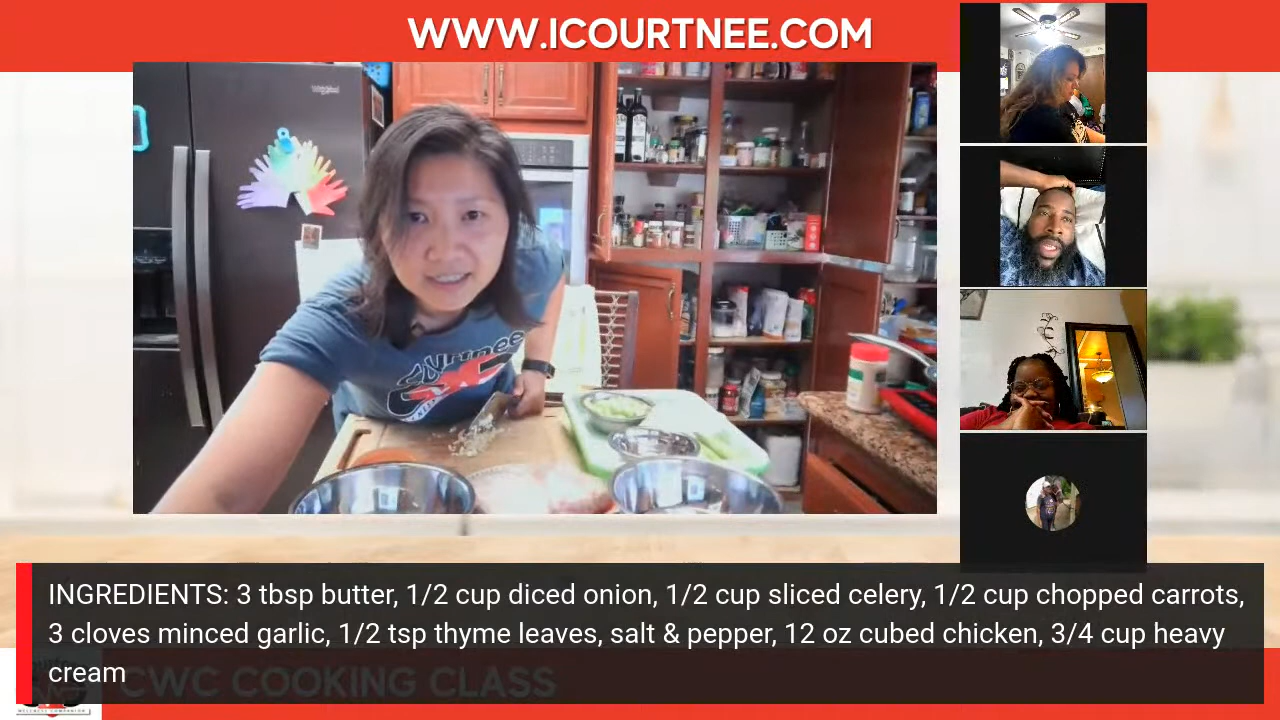 WWW.ICOURTNEE.COM
Whirlpool
INGREDIENTS: 3 tbsp butter, 1/2 cup diced onion, 1/2 cup sliced celery, 1/2 cup chopped carrots,
3 cloves minced garlic, 1/2 tsp thyme leaves, salt & pepper, 12 oz cubed chicken, 3/4 cup heavy
cream
CWC COOKING CLASS